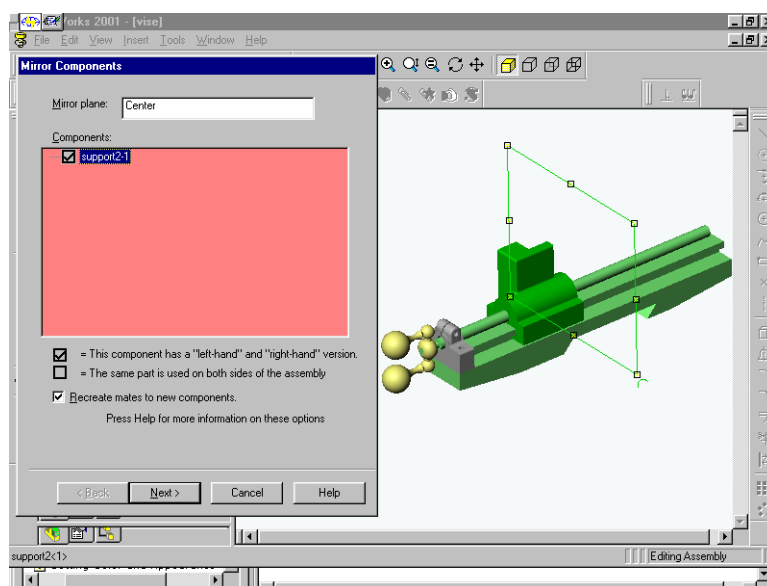 orks 2001 - [vise]
File Edit View Insert Tools Window Help
Mirror Components
Mirror plane: Center
Components:
support2-1
= This component has a "left-hand" and "right-hand" version.
= The same part is used on both sides of the assembly
Recreate mates to new components.
Press Help for more information on these options
< Back Next > Cancel Help
support2<1> Editing Assembly